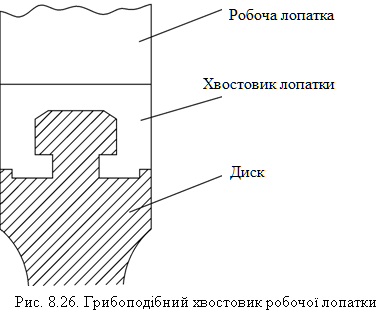 Робоча лопатка
Хвостовик лопатки
Диск
Рис. 8.26. Грибоподібний хвостовик робочої лопатки